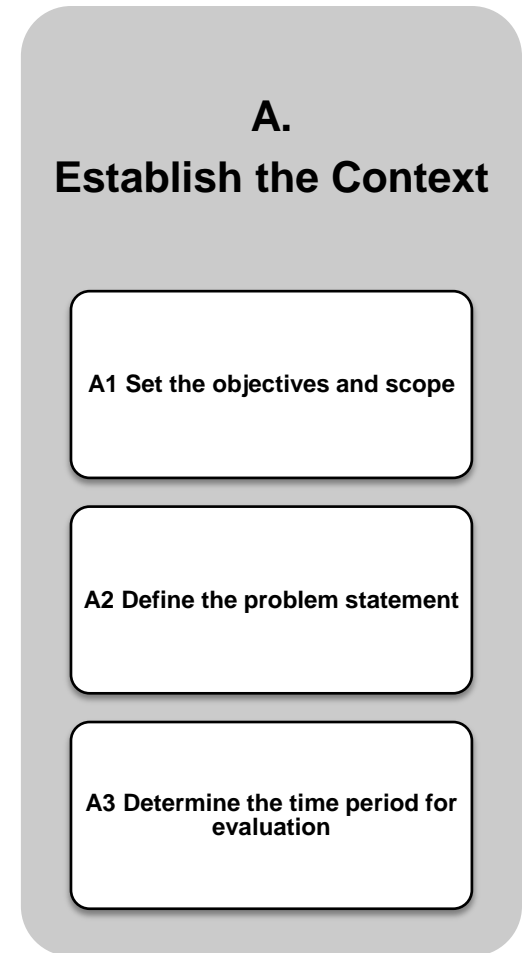 A.
Establish the Context
A1 Set the objectives and scope
A2 Define the problem statement
A3 Determine the time period for
evaluation